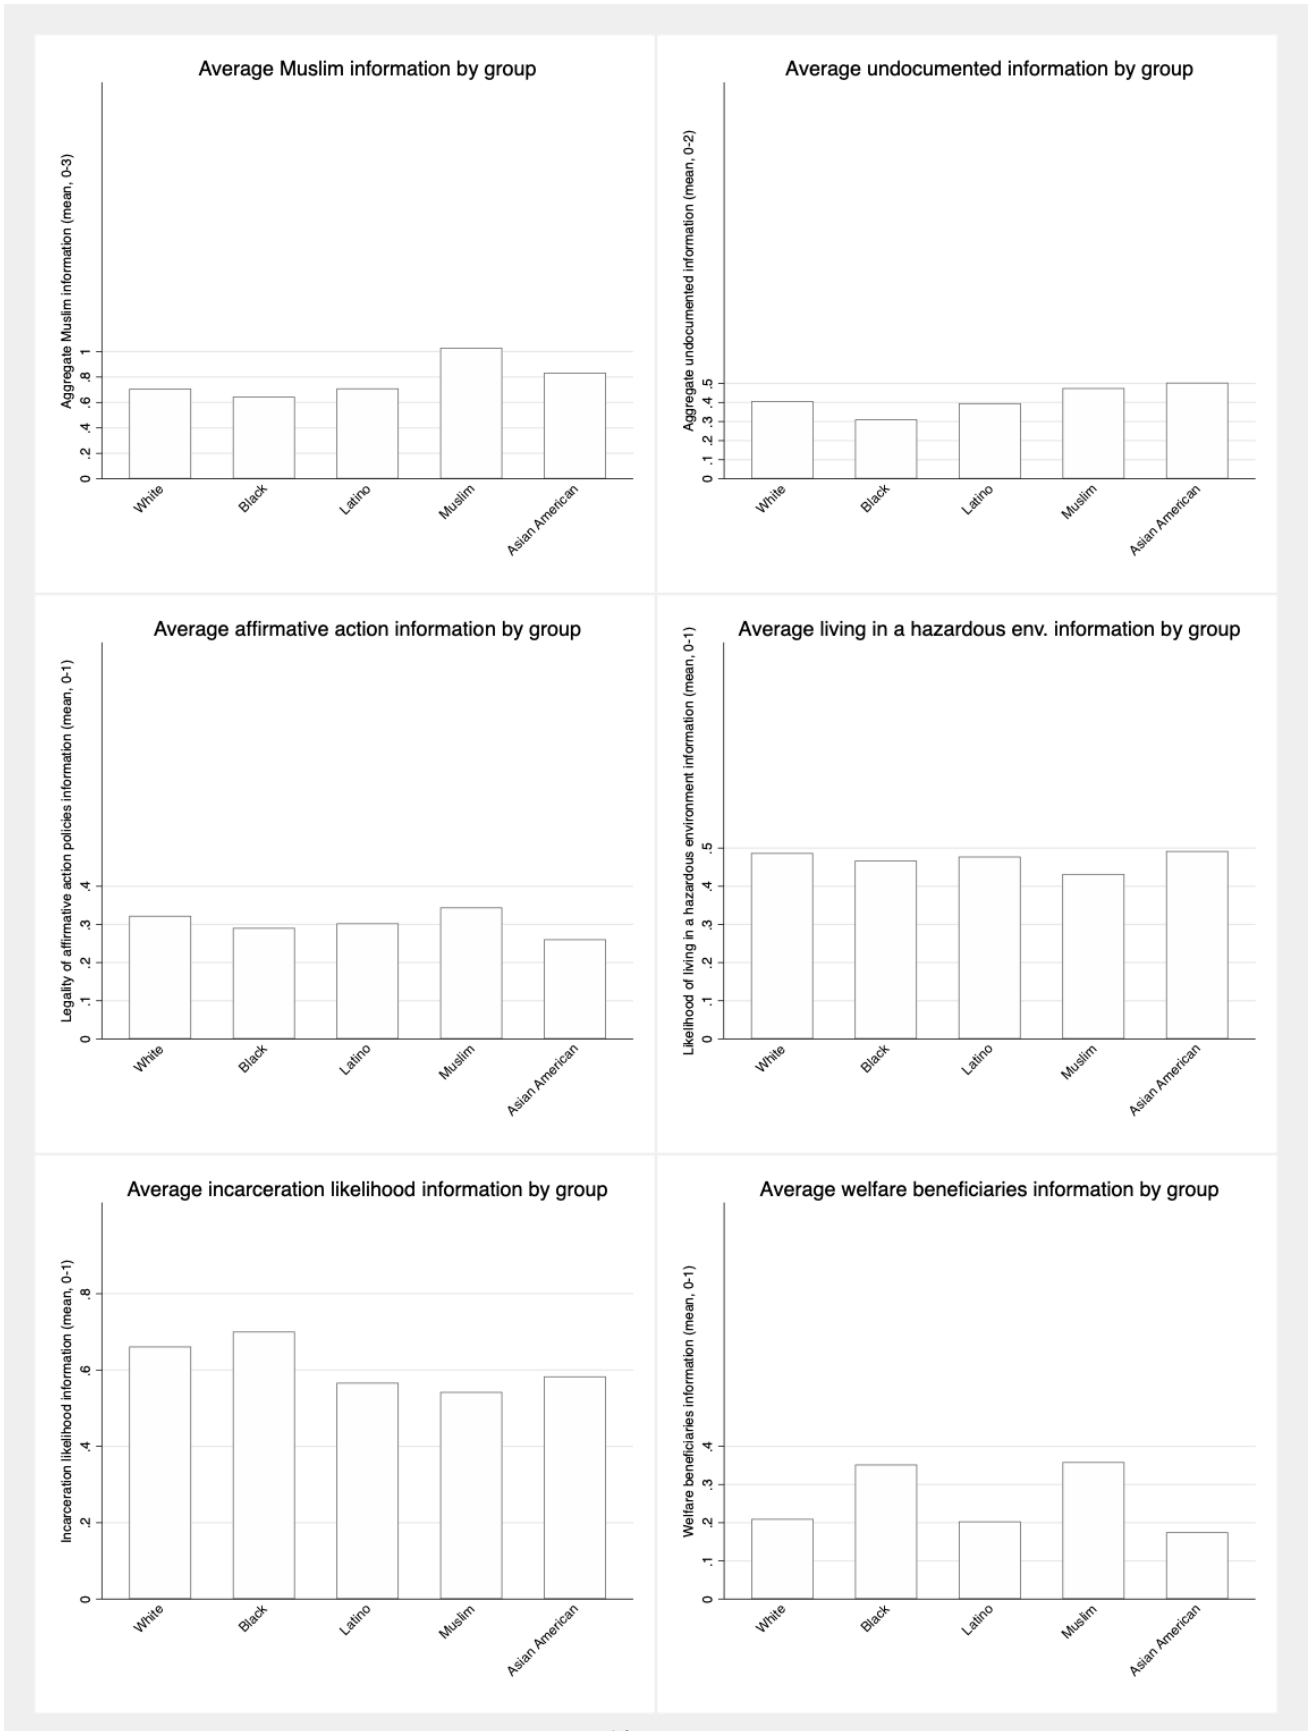 Average Muslim information by group
Aggregate Muslim information (mean, 0-3)
1
.8
.6
.4
.2
0
White
Black
Latino
Muslim
Asian American
Average undocumented information by group
Aggregate undocumented information (mean, 0-2)
.5
.4
.3
.2
.1
0
White
Black
Latino
Muslim
Asian American
Average affirmative action information by group
Legality of affirmative action policies information (mean, 0-1)
.4
.3
.2
.1
0
White
Black
Latino
Muslim
Asian American
Average living in a hazardous env. information by group
Likelihood of living in a hazardous environment information (mean, 0-1)
.5
.4
.3
.2
.1
0
White
Black
Latino
Muslim
Asian American
Average incarceration likelihood information by group
Incarceration likelihood information (mean, 0-1)
.8
.6
.4
.2
0
White
Black
Latino
Muslim
Asian American
Average welfare beneficiaries information by group
Welfare beneficiaries information (mean, 0-1)
.4
.3
.2
.1
0
White
Black
Latino
Muslim
Asian American